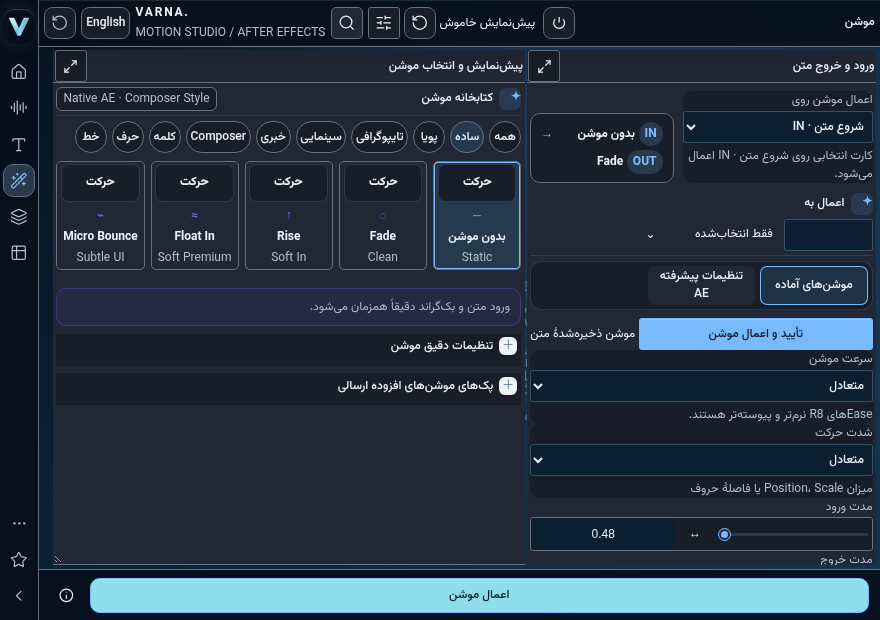 English
VARNA.
MOTION STUDIO / AFTER EFFECTS
پیش‌نمایش خاموش
موشن
ورود و خروج متن
اعمال موشن روی
شروع متن · IN
کارت انتخابی روی شروع متن · IN اعمال
می‌شود.
IN بدون موشن →
OUT Fade
اعمال به
فقط انتخاب‌شده
موشن‌های آماده
تنظیمات پیشرفته
AE
تأیید و اعمال موشن
موشن ذخیره‌شدهٔ متن
سرعت موشن
متعادل
Easeهای R8 نرم‌تر و پیوسته‌تر هستند.
شدت حرکت
متعادل
میزان Position، Scale یا فاصلهٔ حروف
مدت ورود
0.48
مدت خروج
پیش‌نمایش و انتخاب موشن
کتابخانه موشن
Native AE · Composer Style
همه
ساده
پویا
تایپوگرافی
سینمایی
خبری
Composer
کلمه
حرف
خط
حرکت
بدون موشن
Static
حرکت
Fade
Clean
حرکت
Rise
Soft In
حرکت
Float In
Soft Premium
حرکت
Micro Bounce
Subtle UI
ورود متن و بک‌گراند دقیقاً همزمان می‌شود.
تنظیمات دقیق موشن
پک‌های موشن‌های افزوده ارسالی
اعمال موشن